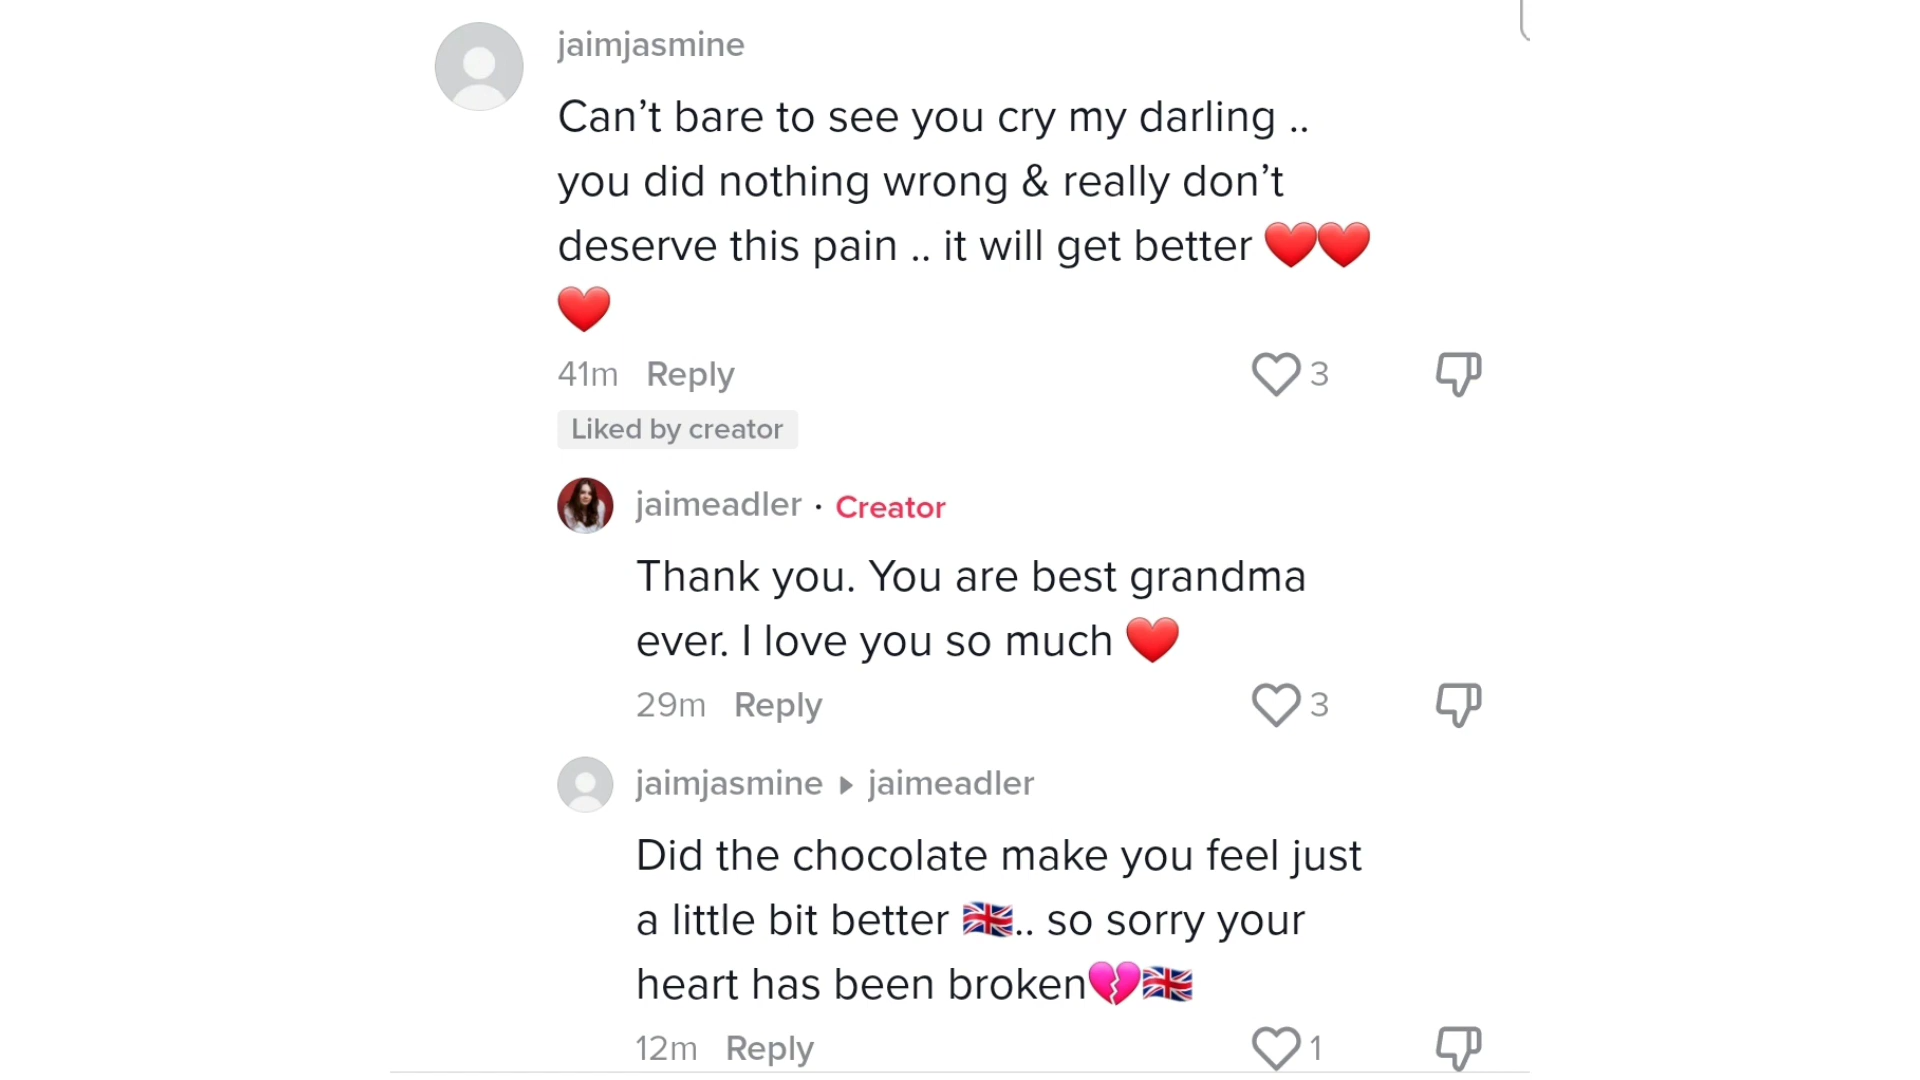 jaimjasmine
Can’t bare to see you cry my darling ..
you did nothing wrong & really don’t
deserve this pain .. it will get better ❤️❤️
❤️
41m Reply 3
Liked by creator
jaimeadler · Creator
Thank you. You are best grandma
ever. I love you so much ❤️
29m Reply 3
jaimjasmine ▸ jaimeadler
Did the chocolate make you feel just
a little bit better 🇬🇧.. so sorry your
heart has been broken💔🇬🇧
12m Reply 1